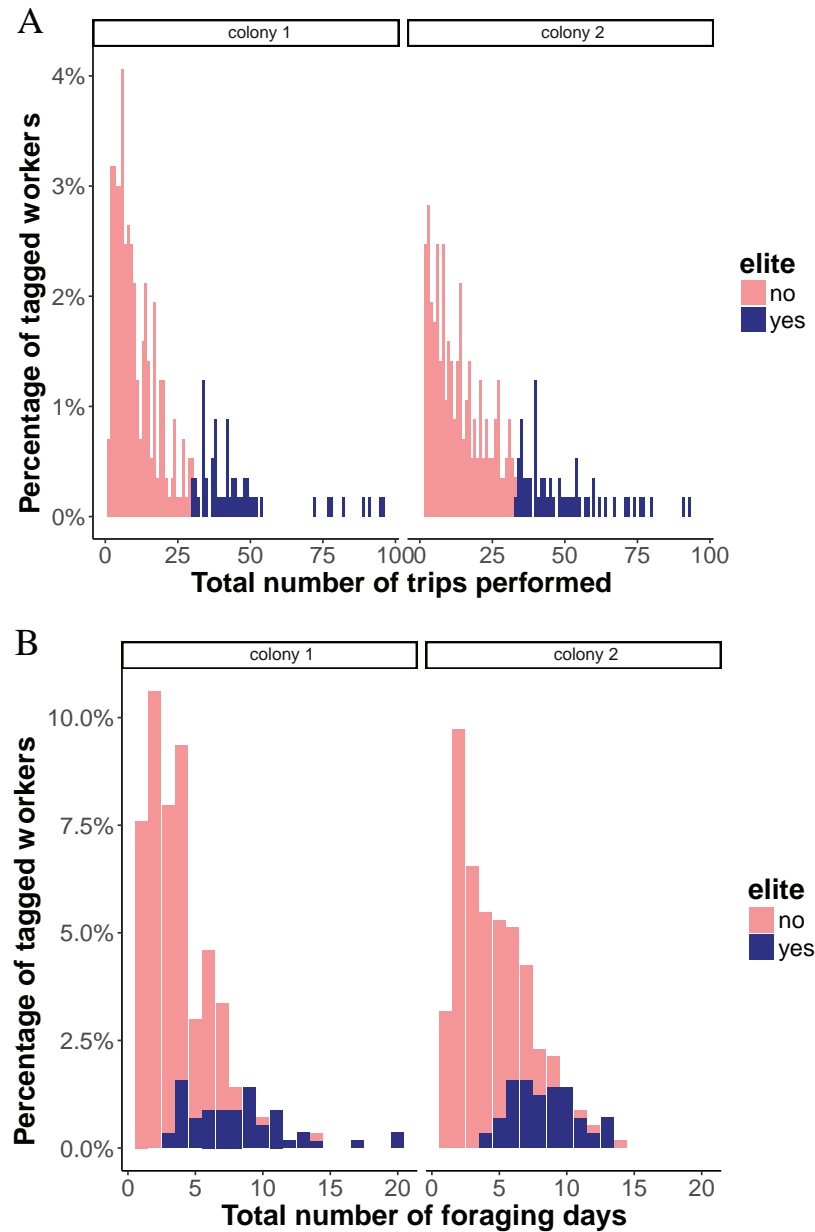 A
colony 1
colony 2
Percentage of tagged workers
4%
3%
2%
1%
0%
0
25
50
75
100
0
25
50
75
100
Total number of trips performed
elite
no
yes
B
colony 1
colony 2
Percentage of tagged workers
10.0%
7.5%
5.0%
2.5%
0.0%
0
5
10
15
20
0
5
10
15
20
Total number of foraging days
elite
no
yes